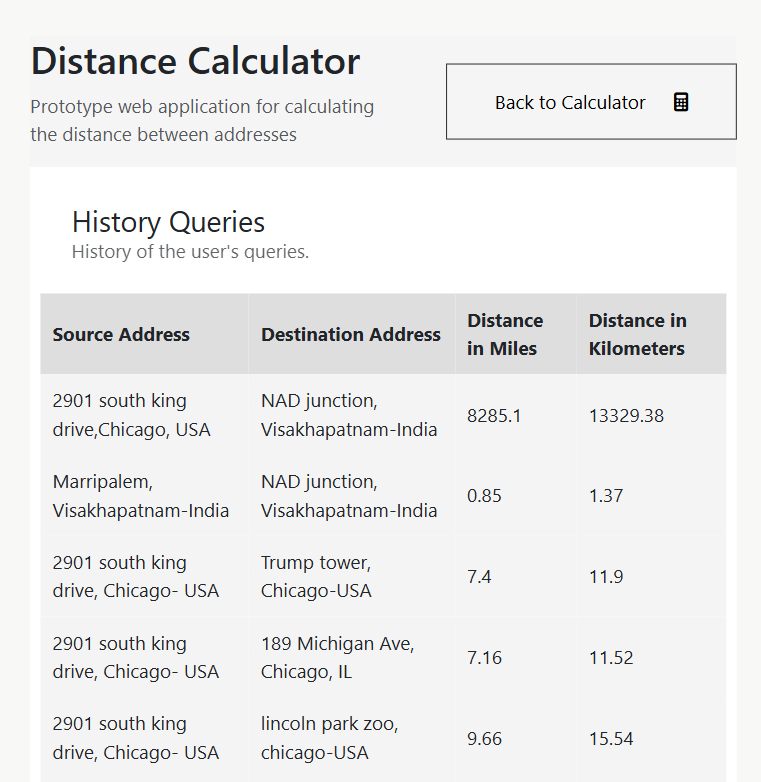 Distance Calculator
Prototype web application for calculating
the distance between addresses
Back to Calculator
History Queries
History of the user's queries.
Source Address
Destination Address
Distance
in Miles
Distance in
Kilometers
2901 south king
drive,Chicago, USA
NAD junction,
Visakhapatnam-India
8285.1
13329.38
Marripalem,
Visakhapatnam-India
NAD junction,
Visakhapatnam-India
0.85
1.37
2901 south king
drive, Chicago- USA
Trump tower,
Chicago-USA
7.4
11.9
2901 south king
drive, Chicago- USA
189 Michigan Ave,
Chicago, IL
7.16
11.52
2901 south king
drive, Chicago- USA
lincoln park zoo,
chicago-USA
9.66
15.54